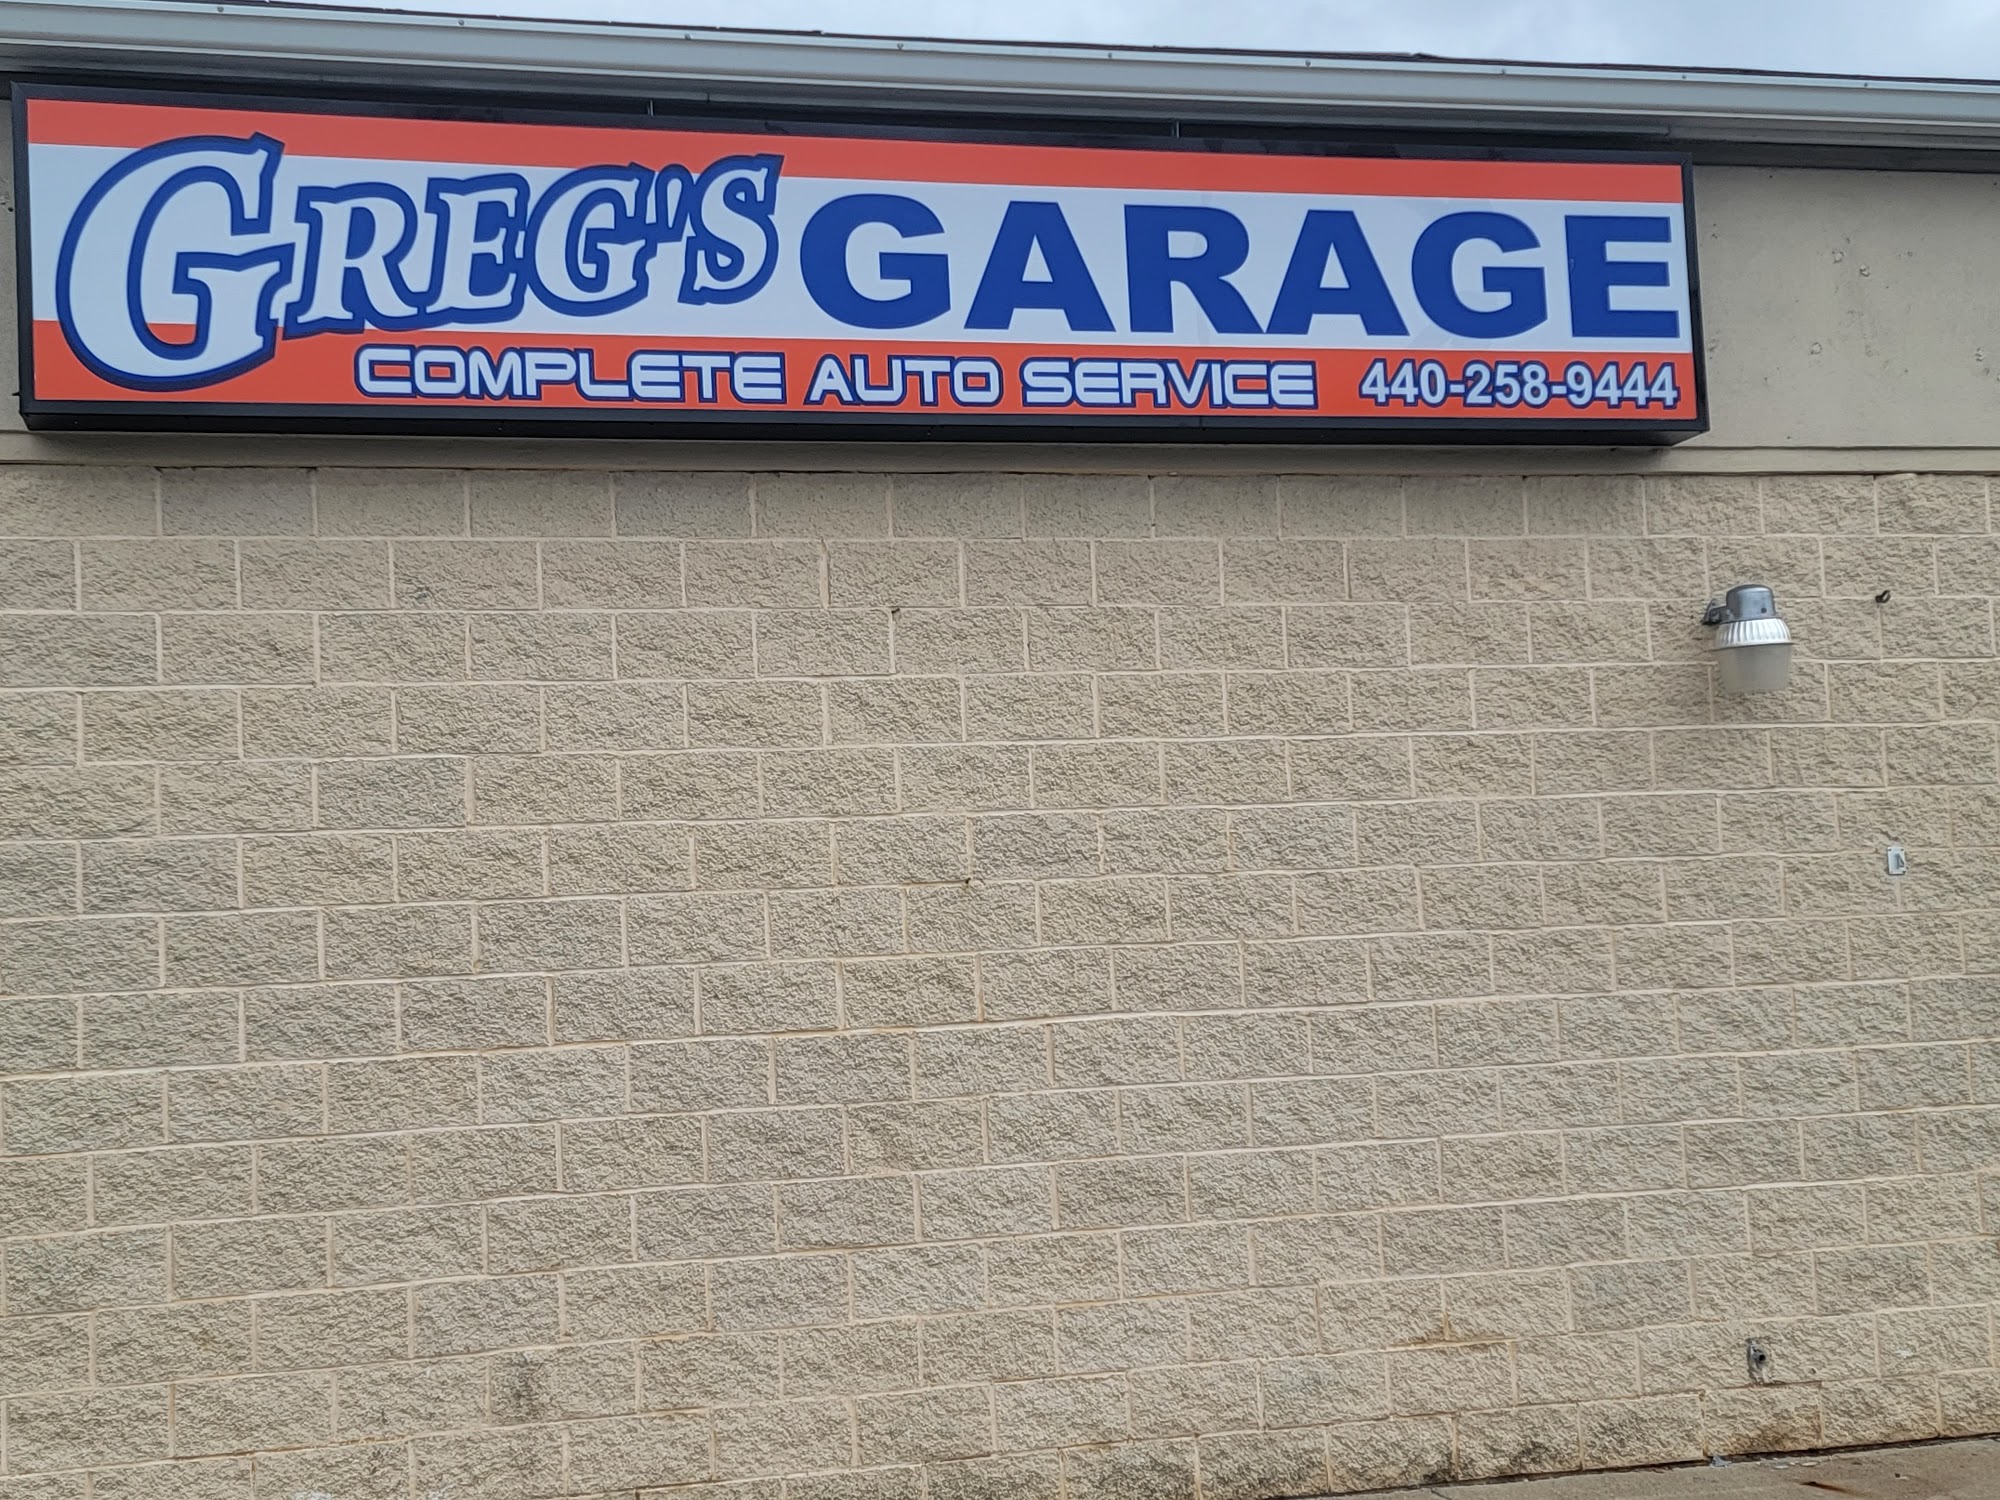 GREG'S GARAGE
COMPLETE AUTO SERVICE 440-258-9444